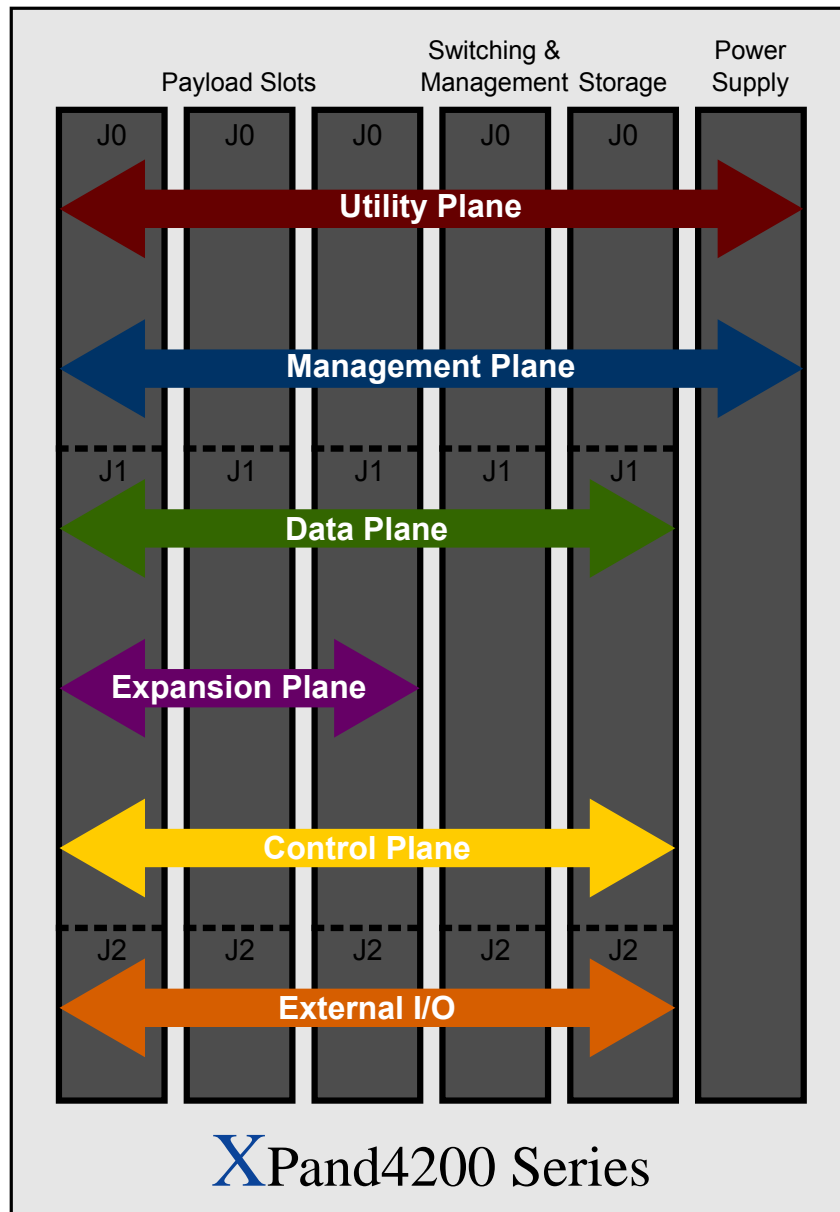 Payload Slots
Switching &
Management
Storage
Power
Supply
J0 J0 J0 J0 J0
Utility Plane
Management Plane
J1 J1 J1 J1 J1
Data Plane
Expansion Plane
Control Plane
J2 J2 J2 J2 J2
External I/O
XPand4200 Series